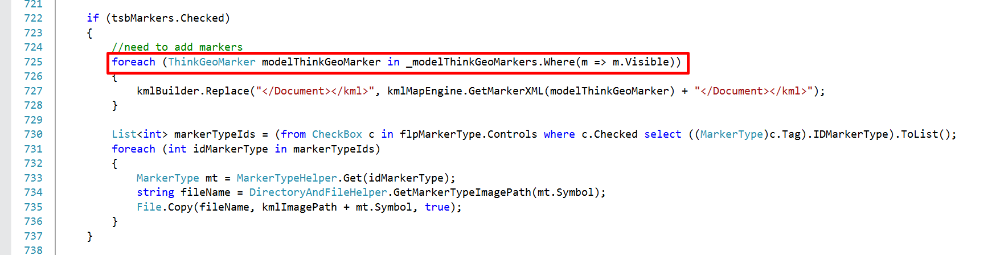 721
722 if (tsbMarkers.Checked)
723 {
724 //need to add markers
725 foreach (ThinkGeoMarker modelThinkGeoMarker in _modelThinkGeoMarkers.Where(m => m.Visible))
726 {
727 kmlBuilder.Replace("</Document></kml>", kmlMapEngine.GetMarkerXML(modelThinkGeoMarker) + "</Document></kml>");
728 }
729
730 List<int> markerTypeIds = (from CheckBox c in flpMarkerType.Controls where c.Checked select ((MarkerType)c.Tag).IDMarkerType).ToList();
731 foreach (int idMarkerType in markerTypeIds)
732 {
733 MarkerType mt = MarkerTypeHelper.Get(idMarkerType);
734 string fileName = DirectoryAndFileHelper.GetMarkerTypeImagePath(mt.Symbol);
735 File.Copy(fileName, kmlImagePath + mt.Symbol, true);
736 }
737 }
738